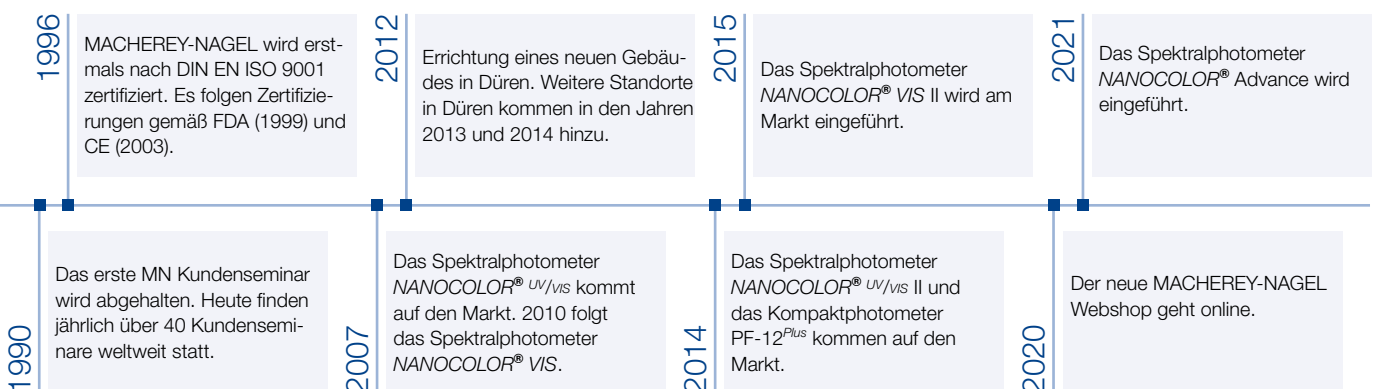 1996
MACHEREY-NAGEL wird erst-
mals nach DIN EN ISO 9001
zertifiziert. Es folgen Zertifizie-
rungen gemäß FDA (1999) und
CE (2003).
2012
Errichtung eines neuen Gebäu-
des in Düren. Weitere Standorte
in Düren kommen in den Jahren
2013 und 2014 hinzu.
2015
Das Spektralphotometer
NANOCOLOR® VIS II wird am
Markt eingeführt.
2021
Das Spektralphotometer
NANOCOLOR® Advance wird
eingeführt.
1990
Das erste MN Kundenseminar
wird abgehalten. Heute finden
jährlich über 40 Kundensemi-
nare weltweit statt.
2007
Das Spektralphotometer
NANOCOLOR® UV/VIS kommt
auf den Markt. 2010 folgt
das Spektralphotometer
NANOCOLOR® VIS.
2014
Das Spektralphotometer
NANOCOLOR® UV/VIS II und
das Kompaktphotometer
PF-12Plus kommen auf den
Markt.
2020
Der neue MACHEREY-NAGEL
Webshop geht online.